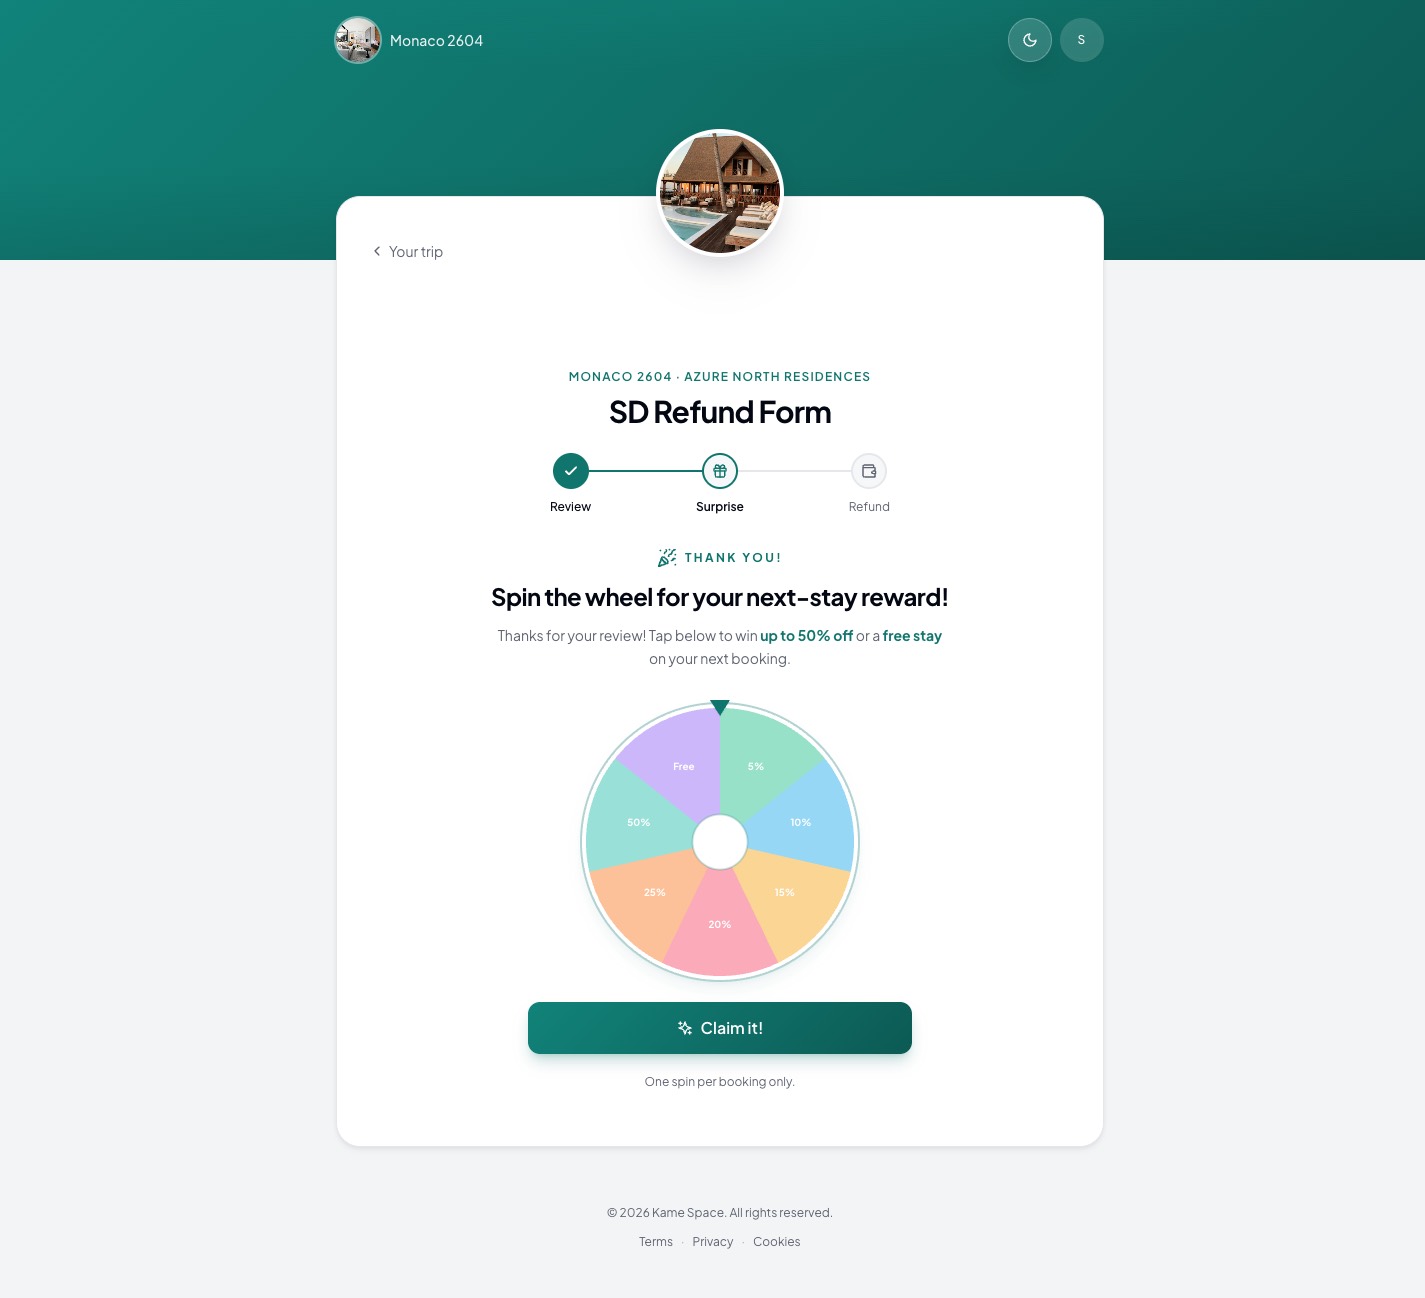 Monaco 2604
S
Your trip
MONACO 2604 · AZURE NORTH RESIDENCES
SD Refund Form
Review
Surprise
Refund
THANK YOU!
Spin the wheel for your next-stay reward!
Thanks for your review! Tap below to win up to 50% off or a free stay
on your next booking.
Free
5%
50%
10%
25%
15%
20%
Claim it!
One spin per booking only.
© 2026 Kame Space. All rights reserved.
Terms · Privacy · Cookies